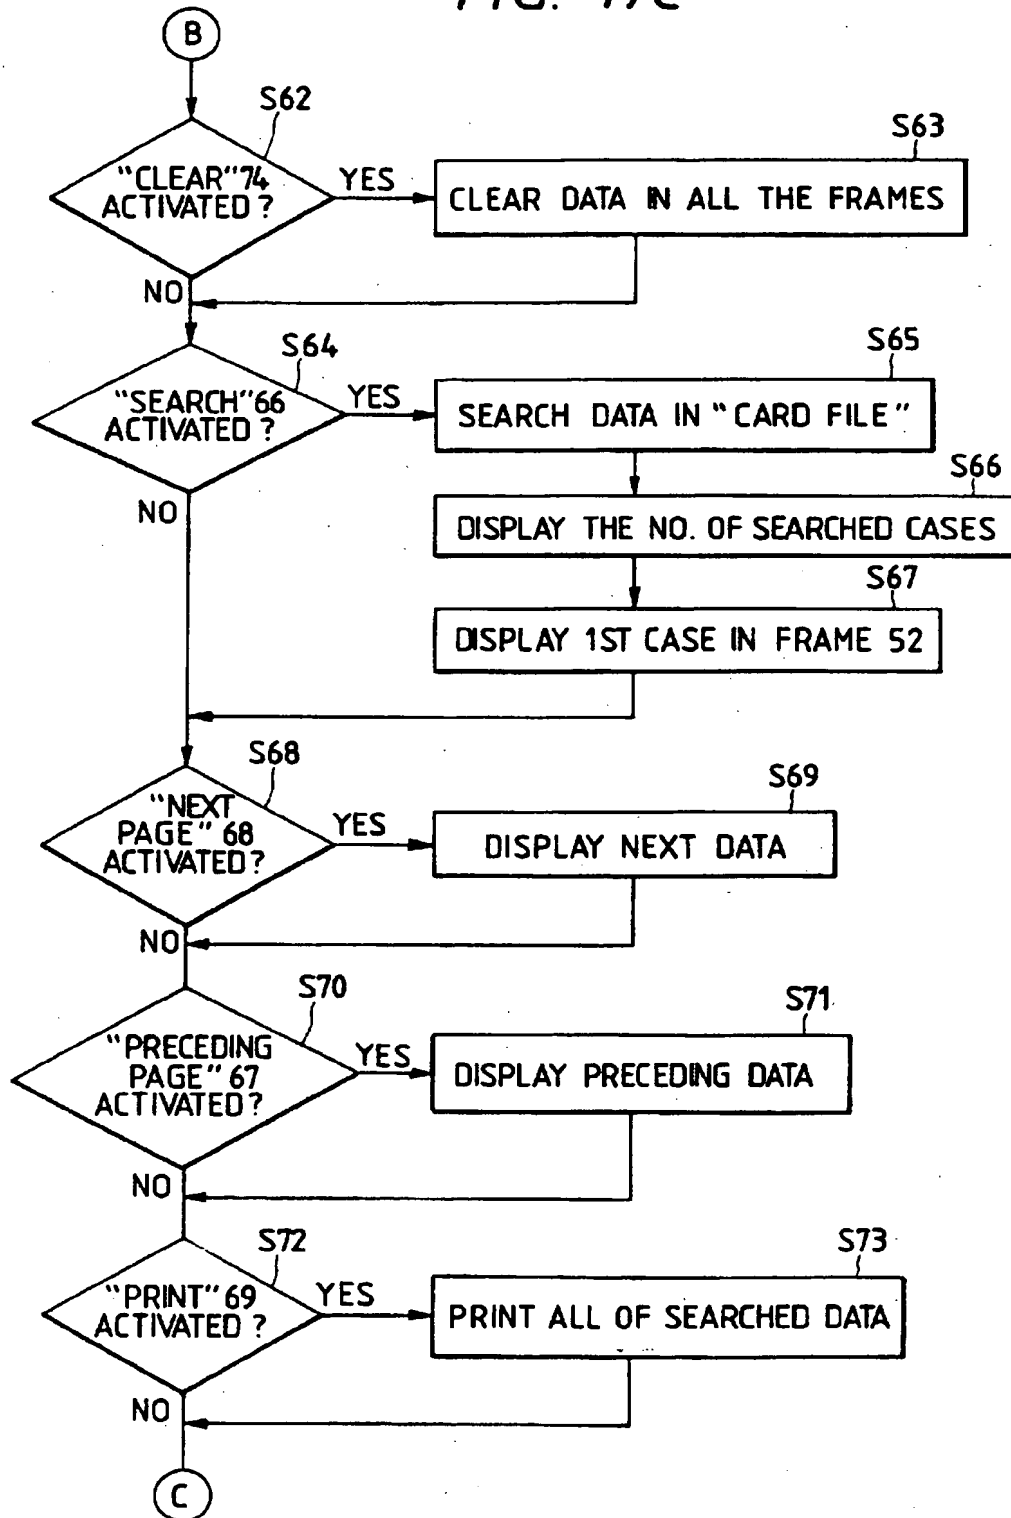 B
S62
"CLEAR" 74
ACTIVATED ?
YES
S63
CLEAR DATA IN ALL THE FRAMES
NO
S64
"SEARCH" 66
ACTIVATED ?
YES
S65
SEARCH DATA IN "CARD FILE"
S66
DISPLAY THE NO. OF SEARCHED CASES
S67
DISPLAY 1ST CASE IN FRAME 52
NO
S68
"NEXT
PAGE" 68
ACTIVATED ?
YES
S69
DISPLAY NEXT DATA
NO
S70
"PRECEDING
PAGE" 67
ACTIVATED ?
YES
S71
DISPLAY PRECEDING DATA
NO
S72
"PRINT" 69
ACTIVATED ?
YES
S73
PRINT ALL OF SEARCHED DATA
NO
C